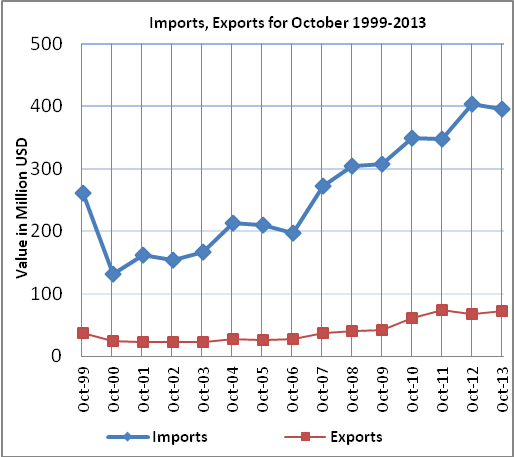 Imports, Exports for October 1999-2013
Value in Million USD
500
400
300
200
100
0
Oct-99
Oct-00
Oct-01
Oct-02
Oct-03
Oct-04
Oct-05
Oct-06
Oct-07
Oct-08
Oct-09
Oct-10
Oct-11
Oct-12
Oct-13
Imports
Exports